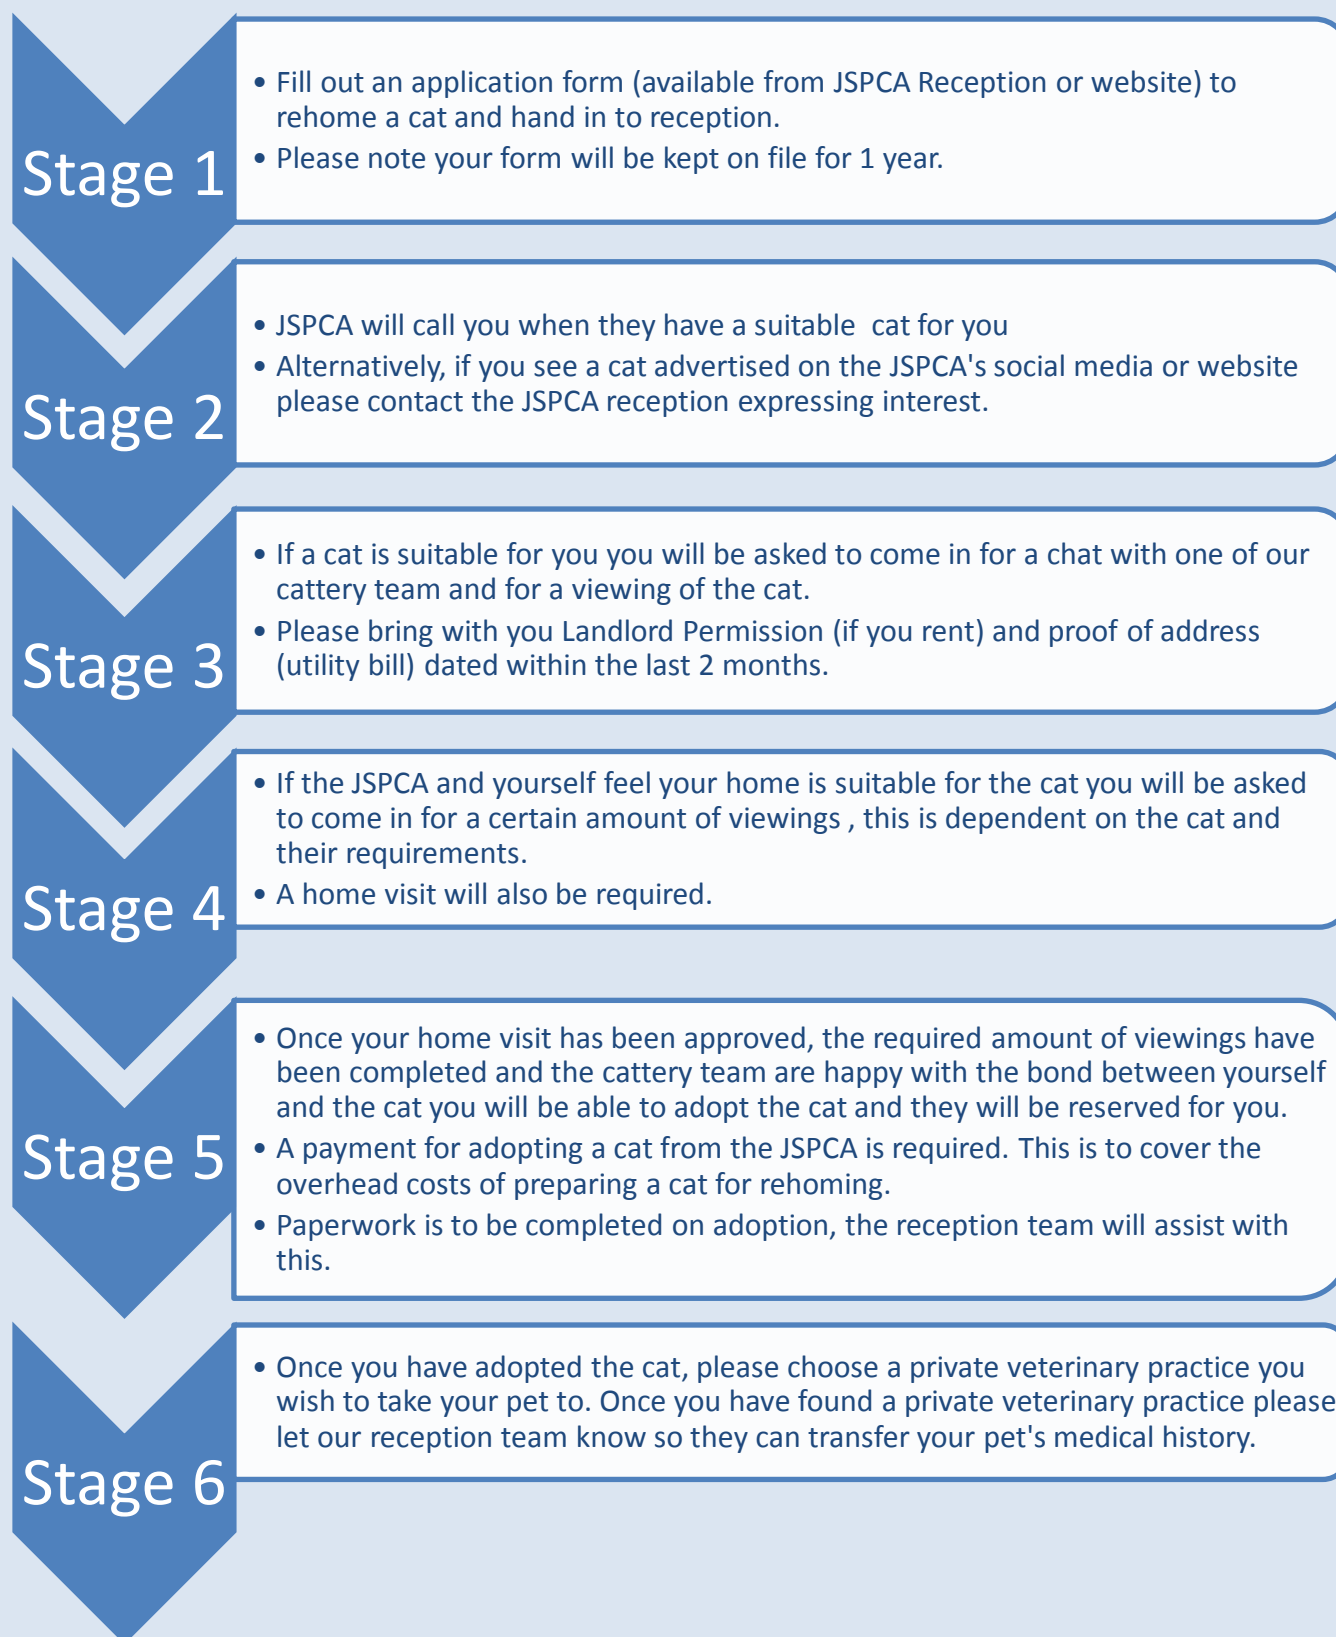 Stage 1
• Fill out an application form (available from JSPCA Reception or website) to
rehome a cat and hand in to reception.
• Please note your form will be kept on file for 1 year.
Stage 2
• JSPCA will call you when they have a suitable  cat for you
• Alternatively, if you see a cat advertised on the JSPCA's social media or website
please contact the JSPCA reception expressing interest.
Stage 3
• If a cat is suitable for you you will be asked to come in for a chat with one of our
cattery team and for a viewing of the cat.
• Please bring with you Landlord Permission (if you rent) and proof of address
(utility bill) dated within the last 2 months.
Stage 4
• If the JSPCA and yourself feel your home is suitable for the cat you will be asked
to come in for a certain amount of viewings , this is dependent on the cat and
their requirements.
• A home visit will also be required.
Stage 5
• Once your home visit has been approved, the required amount of viewings have
been completed and the cattery team are happy with the bond between yourself
and the cat you will be able to adopt the cat and they will be reserved for you.
• A payment for adopting a cat from the JSPCA is required. This is to cover the
overhead costs of preparing a cat for rehoming.
• Paperwork is to be completed on adoption, the reception team will assist with
this.
Stage 6
• Once you have adopted the cat, please choose a private veterinary practice you
wish to take your pet to. Once you have found a private veterinary practice please
let our reception team know so they can transfer your pet's medical history.